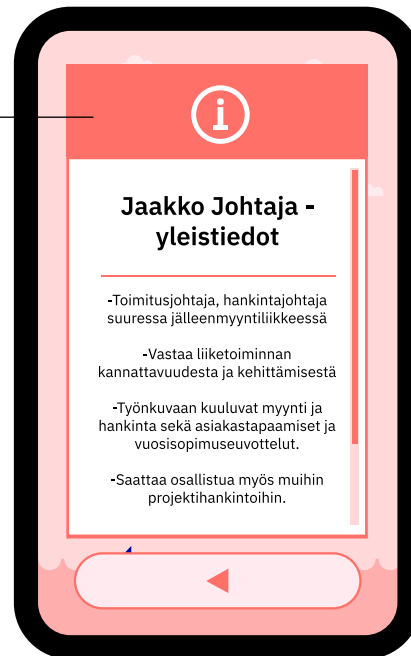 Jaakko Johtaja -
yleistiedot
-Toimitusjohtaja, hankintajohtaja
suuressa jälleenmyyntiliikkeessä
-Vastaa liiketoiminnan
kannattavuudesta ja kehittämisestä
-Työnkuvaan kuuluvat myynti ja
hankinta sekä asiakastapaamiset ja
vuosisopimuseuvottelut.
-Saattaa osallistua myös muihin
projektihankintoihin.